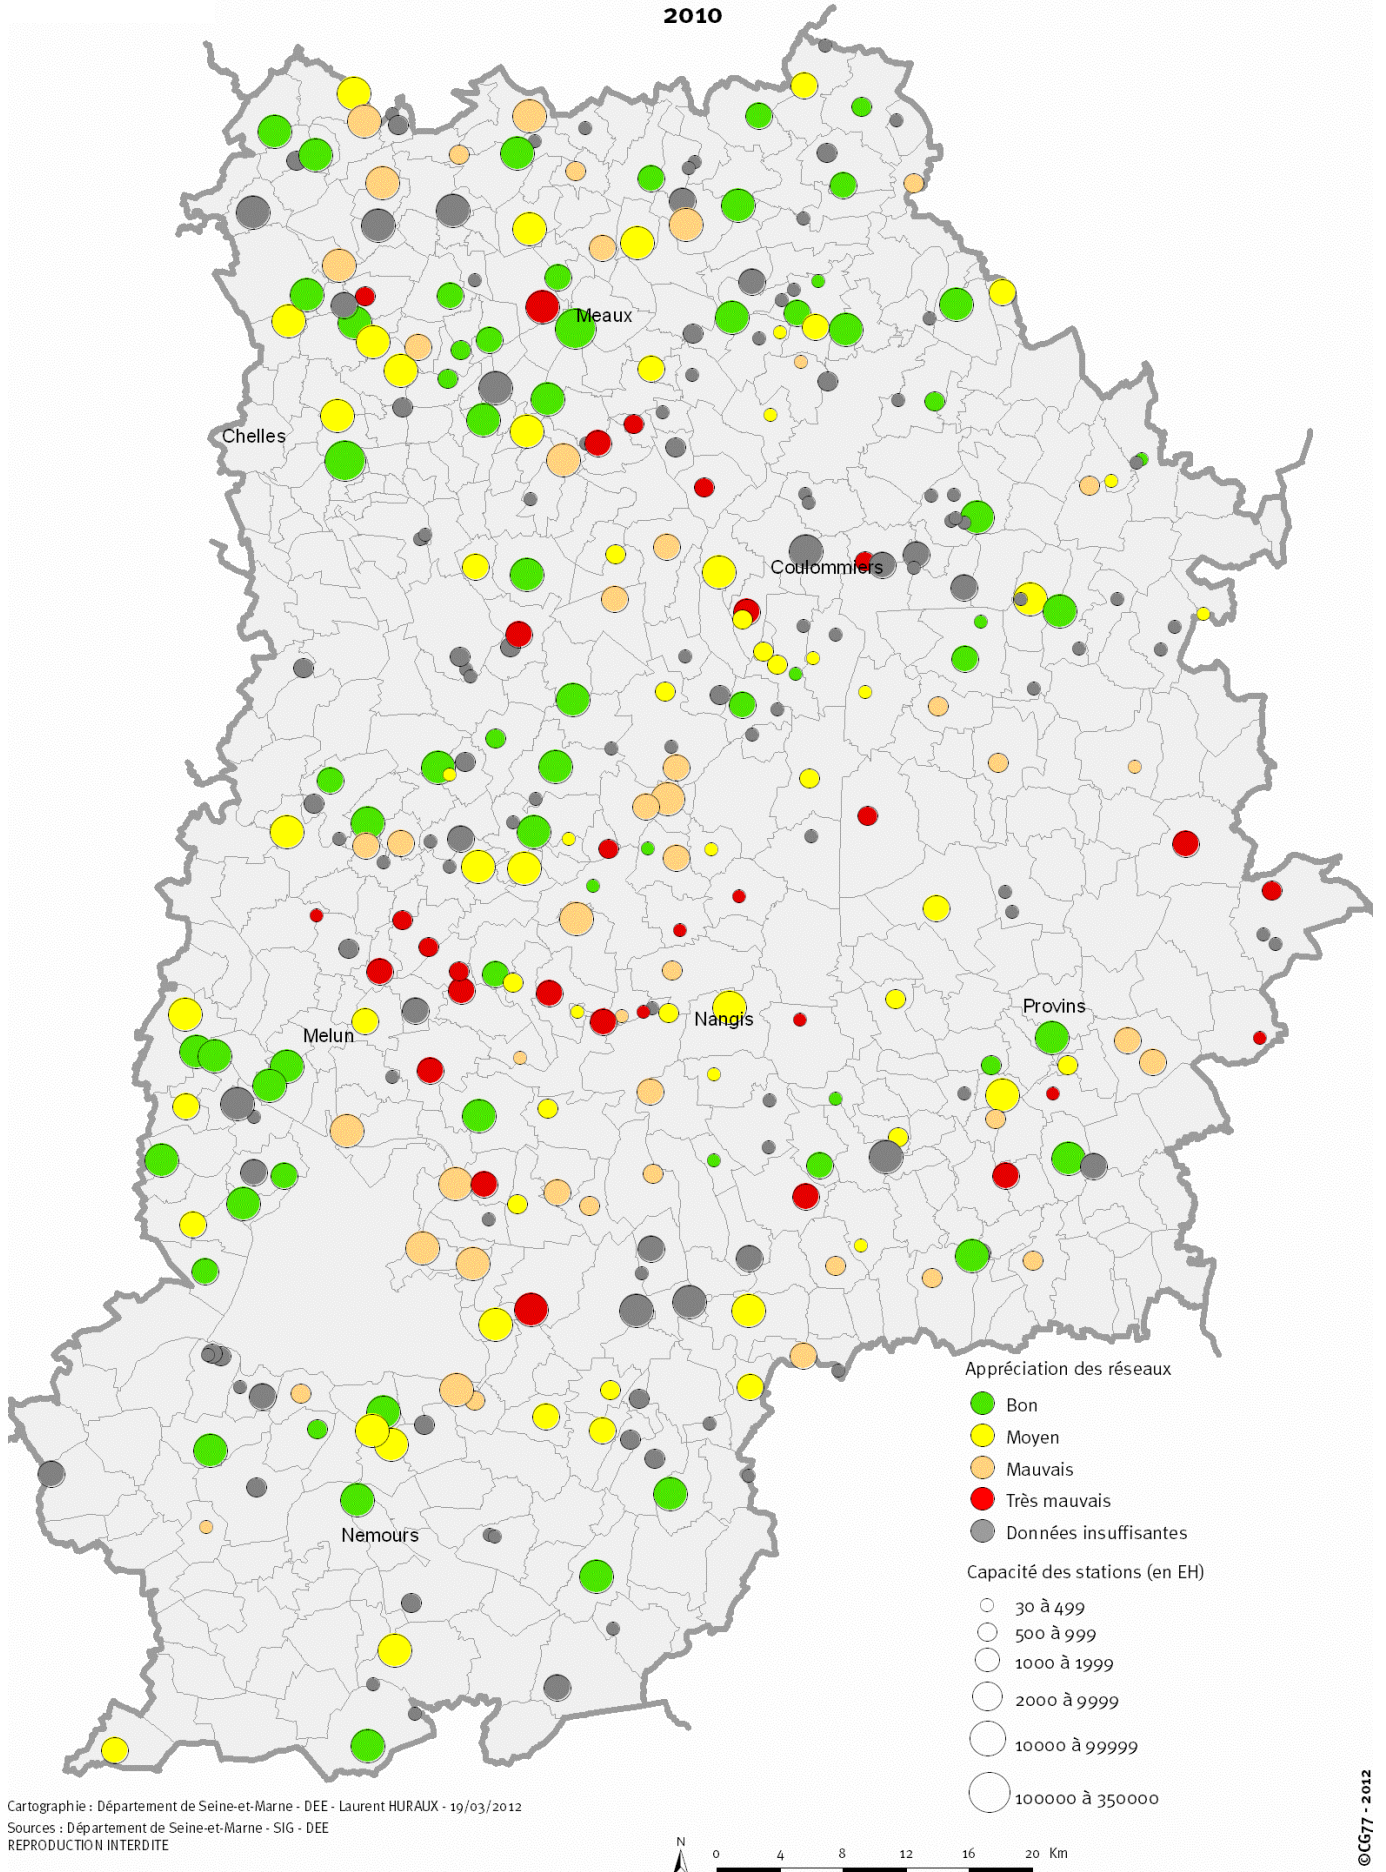 2010
Meaux
Chelles
Coulommiers
Provins
Nangis
Melun
Nemours
Appréciation des réseaux
Bon
Moyen
Mauvais
Très mauvais
Données insuffisantes
Capacité des stations (en EH)
30 à 499
500 à 999
1000 à 1999
2000 à 9999
10000 à 99999
100000 à 350000
Cartographie : Département de Seine-et-Marne - DEE - Laurent HURAUX - 19/03/2012
Sources : Département de Seine-et-Marne - SIG - DEE
REPRODUCTION INTERDITE
N
0 4 8 12 16 20 Km
©CG77 - 2012